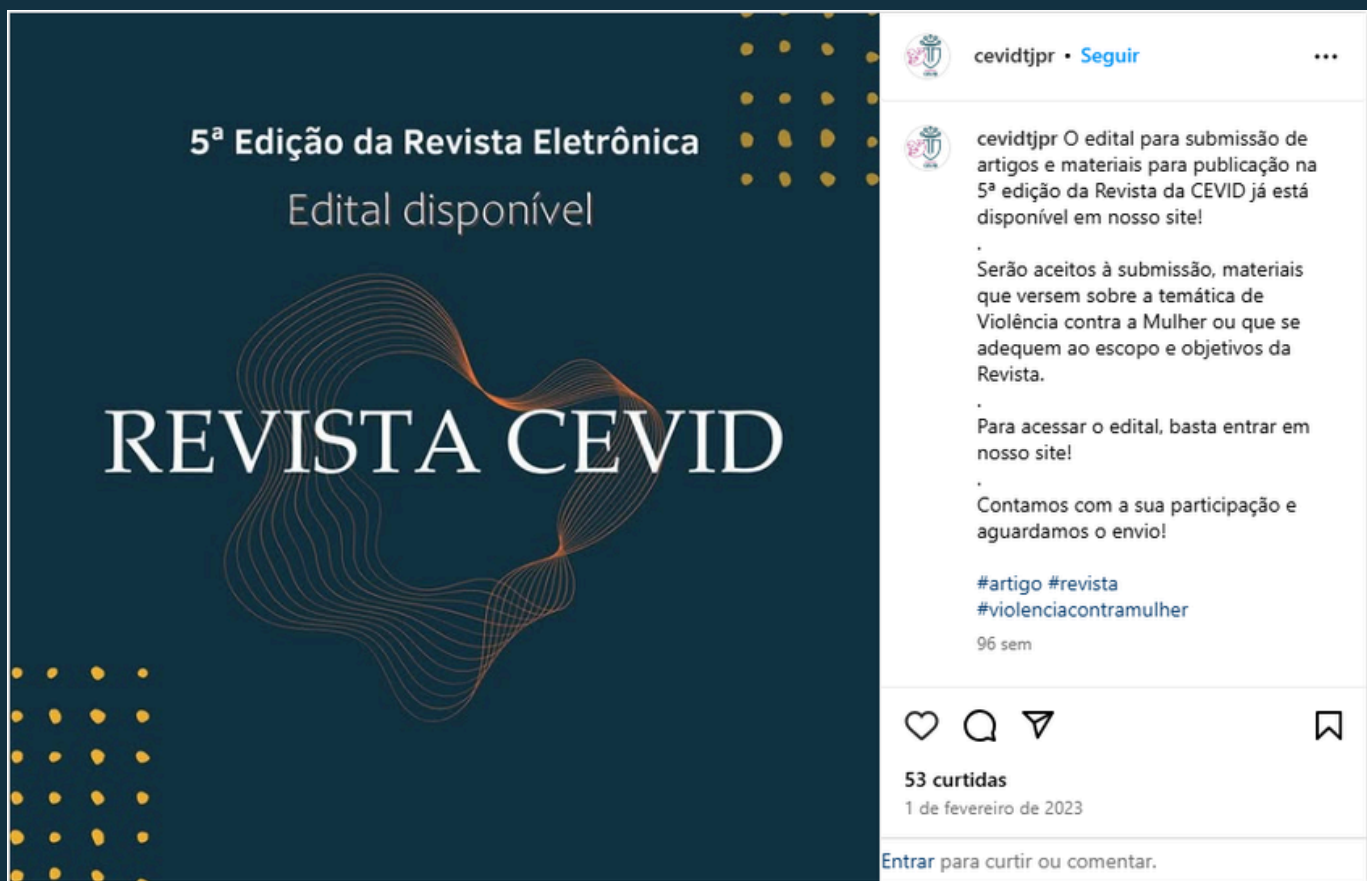 5ª Edição da Revista Eletrônica
Edital disponível
REVISTA CEVID
cevidtjpr • Seguir
cevidtjpr O edital para submissão de
artigos e materiais para publicação na
5ª edição da Revista da CEVID já está
disponível em nosso site!
.
Serão aceitos à submissão, materiais
que versem sobre a temática de
Violência contra a Mulher ou que se
adequem ao escopo e objetivos da
Revista.
.
Para acessar o edital, basta entrar em
nosso site!
.
Contamos com a sua participação e
aguardamos o envio!
#artigo #revista
#violenciacontramulher
96 sem
53 curtidas
1 de fevereiro de 2023
Entrar para curtir ou comentar.